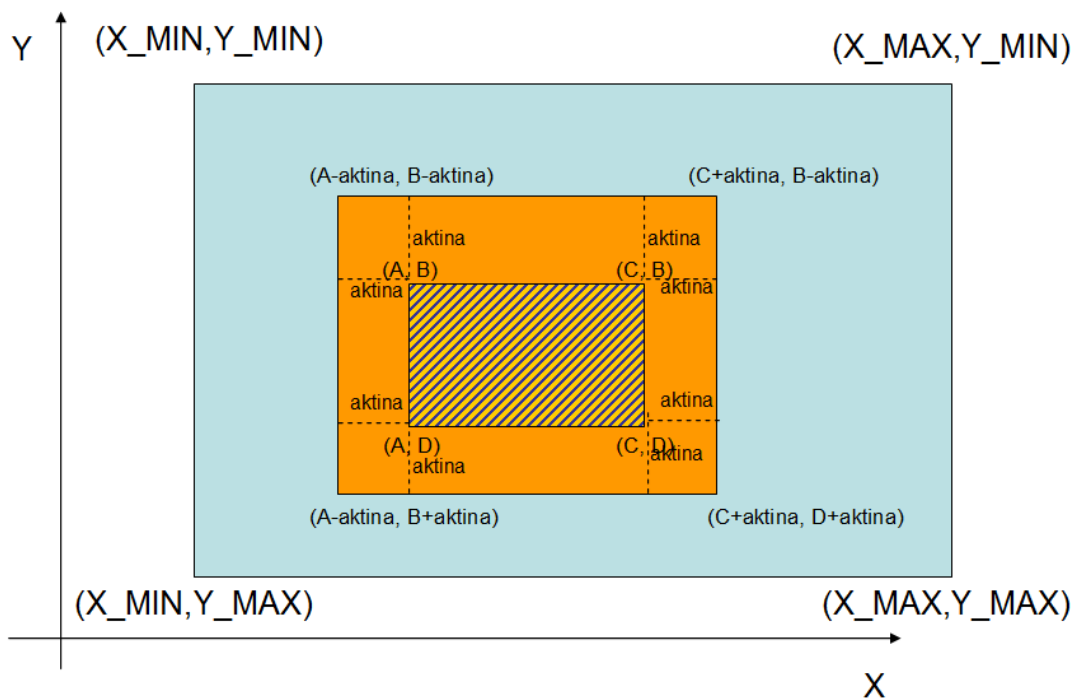 Y
(X_MIN,Y_MIN)
(X_MAX,Y_MIN)
(A-aktina, B-aktina)
(C+aktina, B-aktina)
aktina
aktina
(A, B)
(C, B)
aktina
aktina
aktina
aktina
(A, D)
(C, D)
aktina
aktina
(A-aktina, B+aktina)
(C+aktina, D+aktina)
(X_MIN,Y_MAX)
(X_MAX,Y_MAX)
X